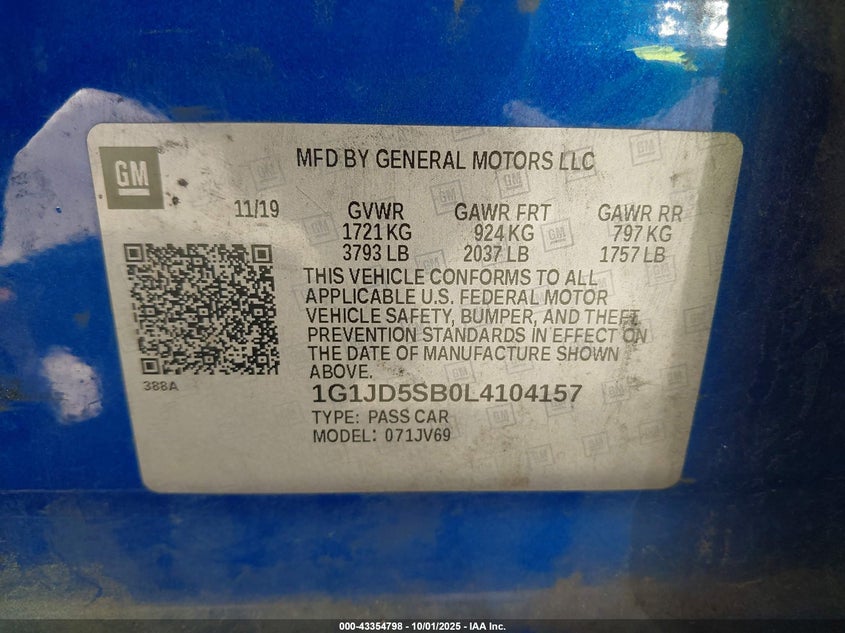 GM
MFD BY GENERAL MOTORS LLC
11/19 GVWR GAWR FRT GAWR RR
1721 KG 924 KG 797 KG
3793 LB 2037 LB 1757 LB
THIS VEHICLE CONFORMS TO ALL
APPLICABLE U.S. FEDERAL MOTOR
VEHICLE SAFETY, BUMPER, AND THEFT
PREVENTION STANDARDS IN EFFECT ON
THE DATE OF MANUFACTURE SHOWN
ABOVE.
388A
1G1JD5SB0L4104157
TYPE: PASS CAR
MODEL: 071JV69
000-43354798 - 10/01/2025 - IAA Inc.